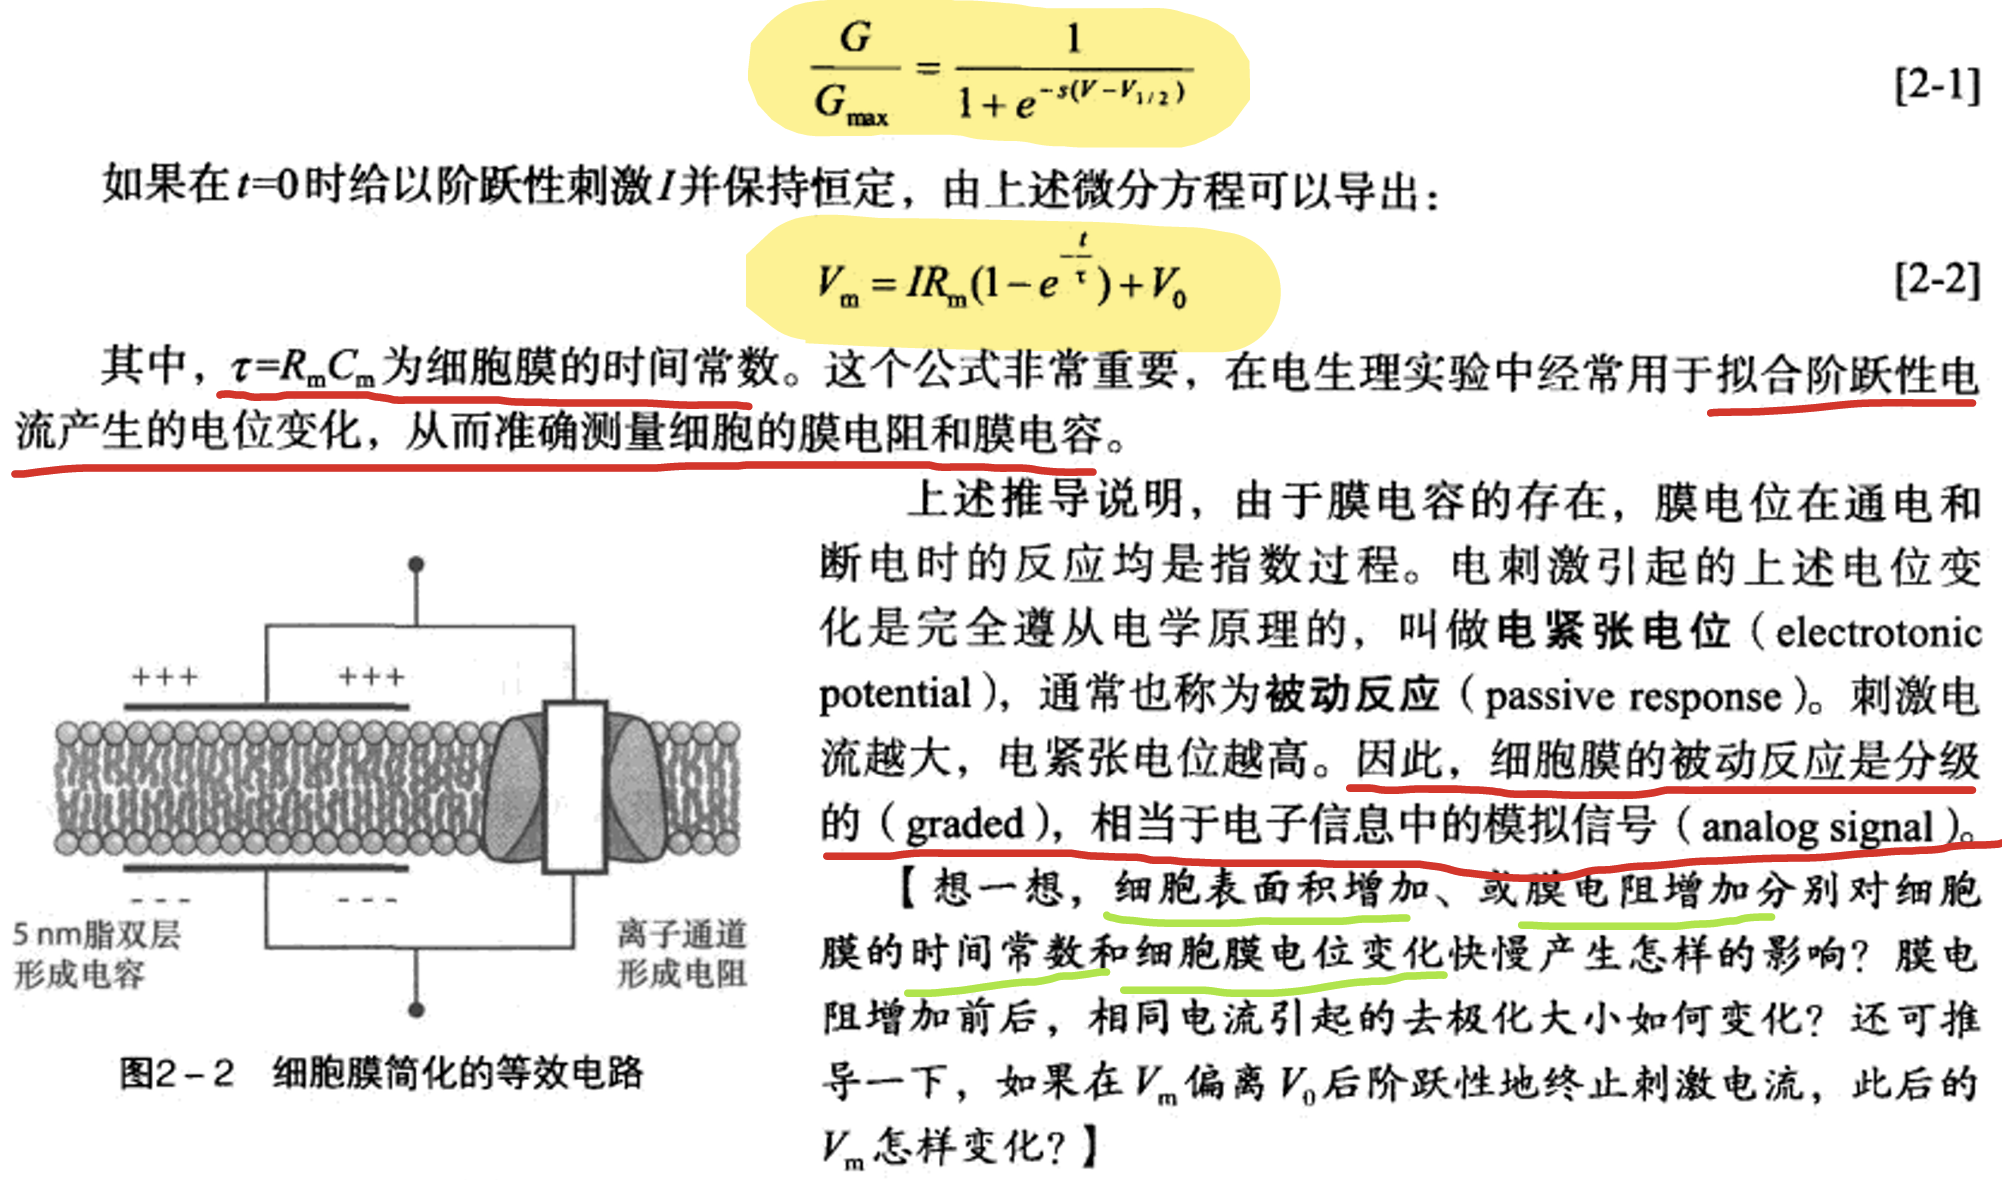 G/G_max = 1/(1+e^{-s(V-V_{1/2})}) [2-1]
如果在t=0时给以阶跃性刺激I并保持恒定，由上述微分方程可以导出：
V_m = IR_m(1-e^{-t/τ})+V_0 [2-2]
其中，τ=R_mC_m为细胞膜的时间常数。这个公式非常重要，在电生理实验中经常用于拟合阶跃性电
流产生的电位变化，从而准确测量细胞的膜电阻和膜电容。
上述推导说明，由于膜电容的存在，膜电位在通电和
断电时的反应均是指数过程。电刺激引起的上述电位变
化是完全遵从电学原理的，叫做电紧张电位（electrotonic
potential），通常也称为被动反应（passive response）。刺激电
流越大，电紧张电位越高。因此，细胞膜的被动反应是分级
的（graded），相当于电子信息中的模拟信号（analog signal）。
【想一想，细胞表面积增加、或膜电阻增加分别对细胞
膜的时间常数和细胞膜电位变化快慢产生怎样的影响？膜电
阻增加前后，相同电流引起的去极化大小如何变化？还可推
导一下，如果在V_m偏离V_0后阶跃性地终止刺激电流，此后的
V_m怎样变化？】
+++ +++
--- ---
5 nm脂双层
形成电容
离子通道
形成电阻
图2-2 细胞膜简化的等效电路